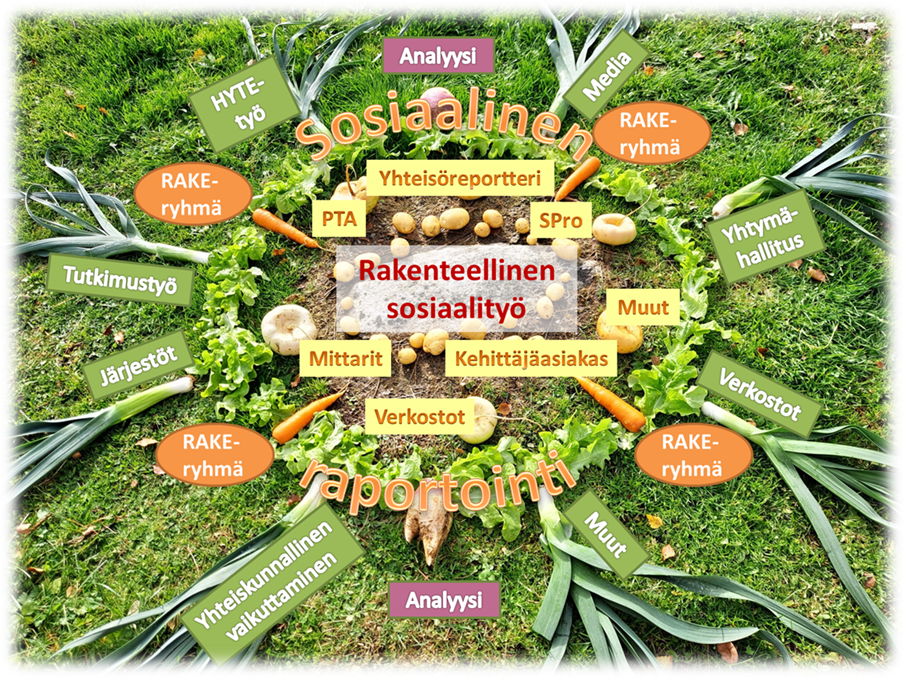 Analyysi
HYTE-
työ
Media
Sosiaalinen
RAKE-
ryhmä
RAKE-
ryhmä
Yhteisöreportteri
PTA
SPro
Yhtymä-
hallitus
Tutkimustyö
Rakenteellinen
sosiaalityö
Muut
Järjestöt
Mittarit
Kehittäjäasiakas
Verkostot
Verkostot
RAKE-
ryhmä
RAKE-
ryhmä
raportointi
Yhteiskunnallinen
vaikuttaminen
Muut
Analyysi